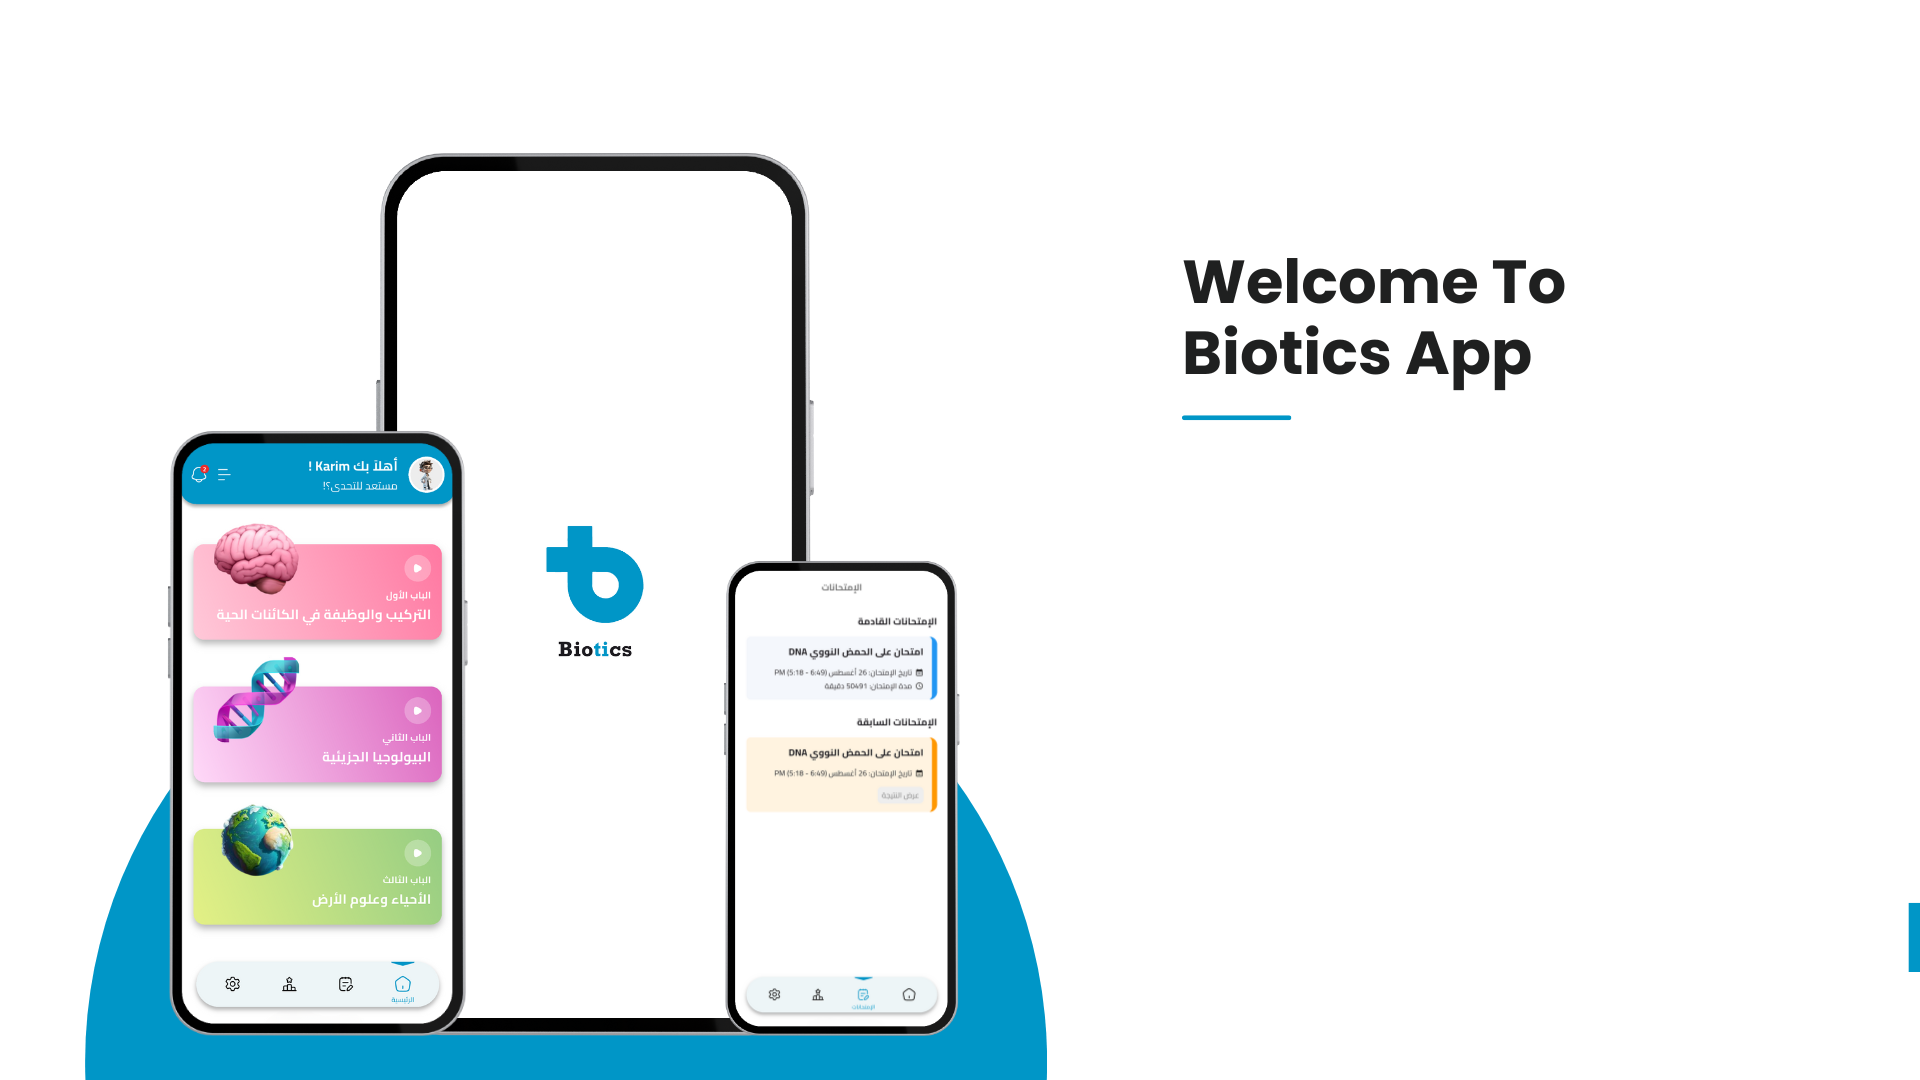 Welcome To
Biotics App
أهلاً بك Karim !
مستعد للتحدى؟!
2
الباب الأول
التركيب والوظيفة في الكائنات الحية
الباب الثاني
البيولوجيا الجزيئية
الباب الثالث
الأحياء وعلوم الأرض
الرئيسية
Biotics
الإمتحانات
الإمتحانات القادمة
امتحان على الحمض النووي DNA
تاريخ الإمتحان: 26 أغسطس (6:49 - 5:18) PM
مدة الإمتحان: 50491 دقيقة
الإمتحانات السابقة
امتحان على الحمض النووي DNA
تاريخ الإمتحان: 26 أغسطس (6:49 - 5:18) PM
عرض النتيجة
الإمتحانات